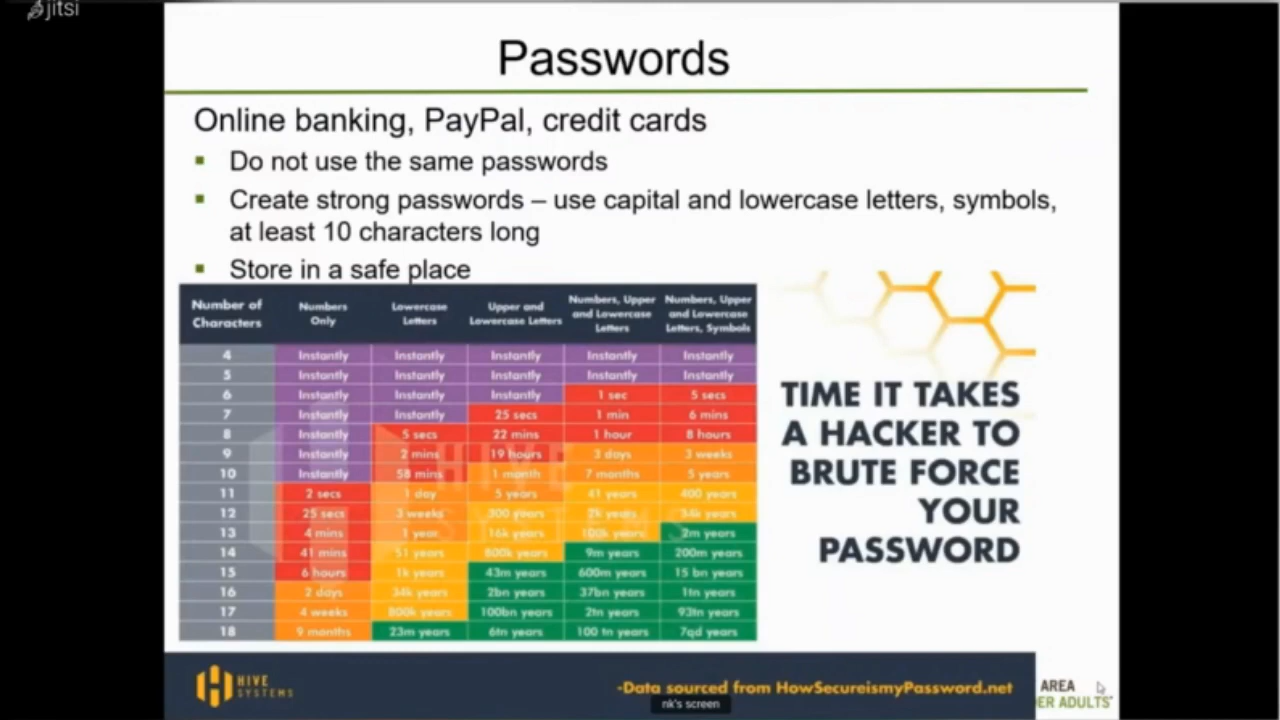 jitsi
Passwords
Online banking, PayPal, credit cards
Do not use the same passwords
Create strong passwords – use capital and lowercase letters, symbols,
at least 10 characters long
Store in a safe place
Number of Characters Numbers Only Lowercase Letters Upper and Lowercase Letters Numbers, Upper and Lowercase Letters Numbers, Upper and Lowercase Letters, Symbols
4 Instantly Instantly Instantly Instantly Instantly
5 Instantly Instantly Instantly Instantly Instantly
6 Instantly Instantly Instantly 1 sec 5 secs
7 Instantly Instantly 25 secs 1 min 6 mins
8 Instantly 5 secs 22 mins 1 hour 8 hours
9 Instantly 2 mins 19 hours 3 days 3 weeks
10 Instantly 58 mins 1 month 7 months 5 years
11 2 secs 1 day 5 years 41 years 400 years
12 25 secs 3 weeks 300 years 2k years 34k years
13 4 mins 1 year 16k years 100k years 2m years
14 41 mins 51 years 800k years 9m years 200m years
15 6 hours 1k years 43m years 600m years 15 bn years
16 2 days 34k years 2bn years 37bn years 1tn years
17 4 weeks 800k years 100bn years 2tn years 93tn years
18 9 months 23m years 6tn years 100 tn years 7qd years
HIVE
SYSTEMS
TIME IT TAKES
A HACKER TO
BRUTE FORCE
YOUR
PASSWORD
HIVE
SYSTEMS
-Data sourced from HowSecureismyPassword.net
nk's screen
AREA
ER ADULTS